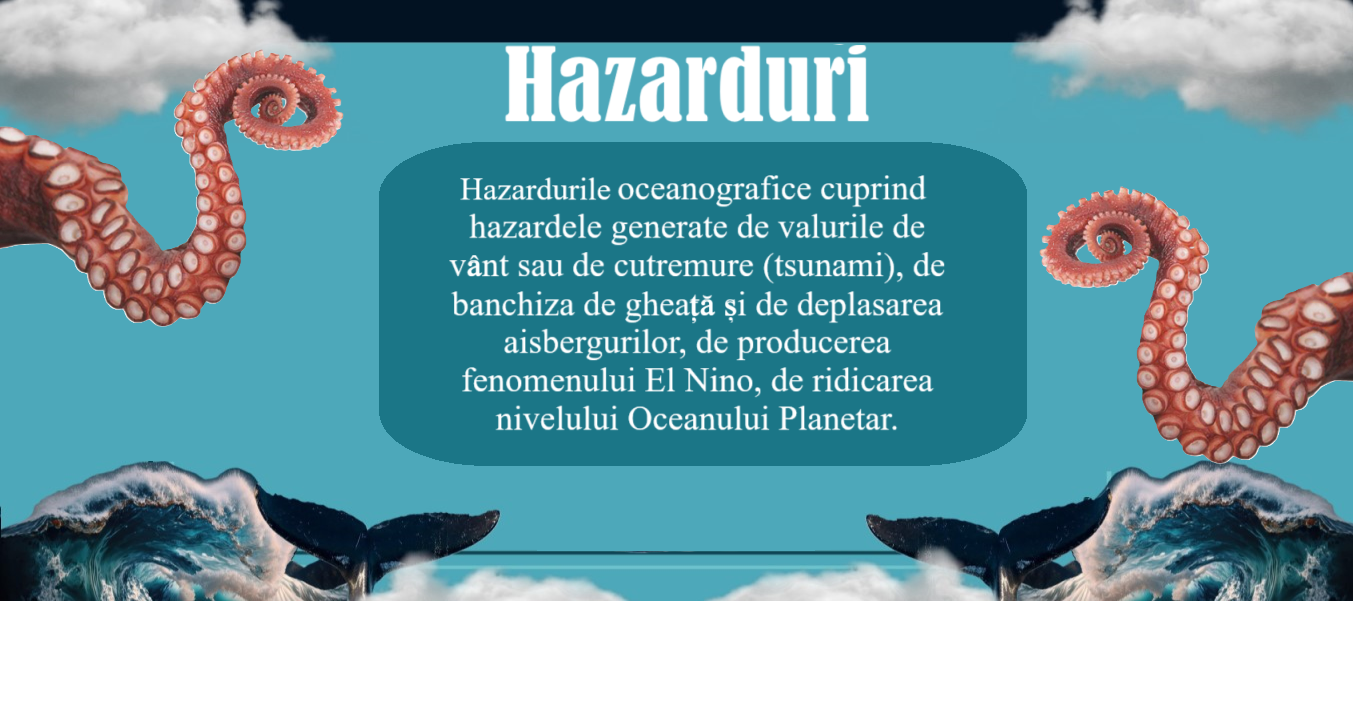 Hazarduri
Hazardurile oceanografice cuprind
hazardele generate de valurile de
vânt sau de cutremure (tsunami), de
banchiza de gheață și de deplasarea
aisbergurilor, de producerea
fenomenului El Nino, de ridicarea
nivelului Oceanului Planetar.